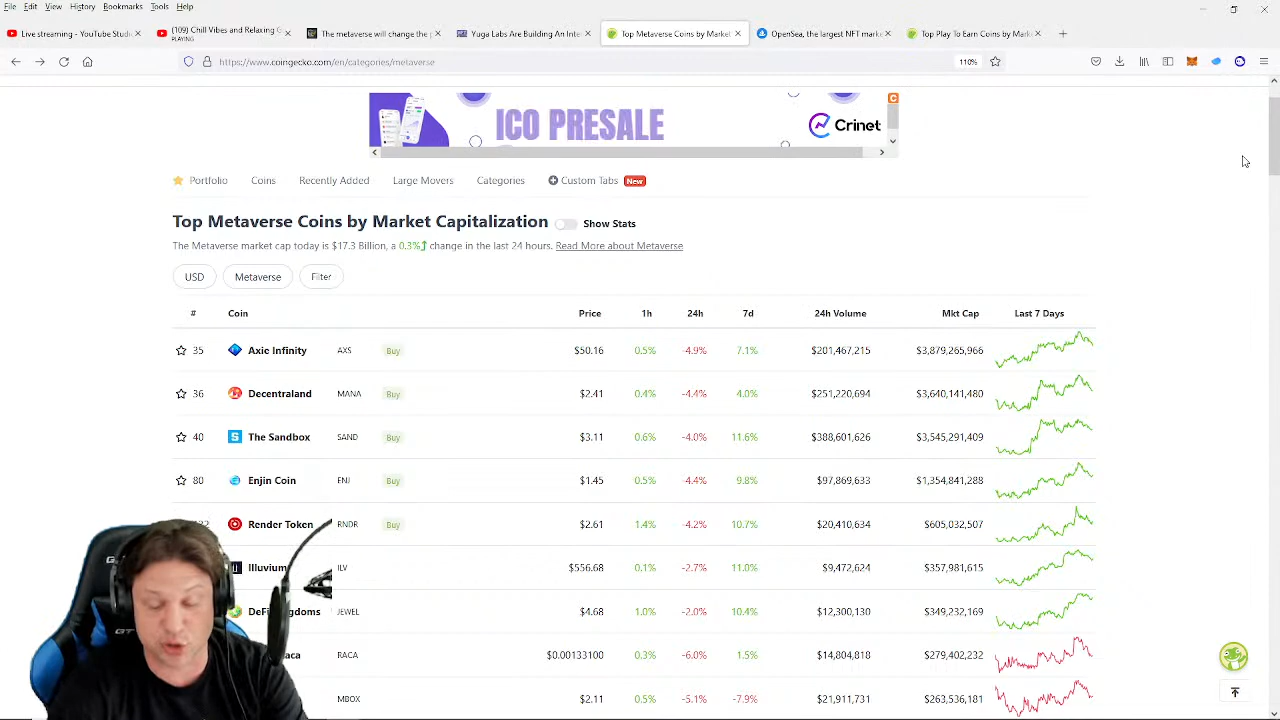 File Edit View History Bookmarks Tools Help
Live streaming - YouTube Studi
(109) Chill Vibes and Relaxing G
PLAYING
The metaverse will change the
Yuga Labs Are Building An Int
Top Metaverse Coins by Market
OpenSea, the largest NFT marke
Top Play To Earn Coins by Mark
https://www.coingecko.com/en/categories/metaverse 110%
ICO PRESALE Crinet
Portfolio Coins Recently Added Large Movers Categories Custom Tabs New
Top Metaverse Coins by Market Capitalization Show Stats
The Metaverse market cap today is $17.3 Billion, a 0.3% change in the last 24 hours. Read More about Metaverse
USD Metaverse Filter
# Coin Price 1h 24h 7d 24h Volume Mkt Cap Last 7 Days
35 Axie Infinity AXS Buy $50.16 0.5% -4.9% 7.1% $201,467,215 $3,879,265,966
36 Decentraland MANA Buy $2.41 0.4% -4.4% 4.0% $251,220,694 $3,640,141,480
40 The Sandbox SAND Buy $3.11 0.6% -4.0% 11.6% $388,601,626 $3,545,291,409
80 Enjin Coin ENJ Buy $1.45 0.5% -4.4% 9.8% $97,869,633 $1,354,841,288
Render Token RNDR Buy $2.61 1.4% -4.2% 10.7% $20,410,634 $605,032,507
Illuvium ILV $556.68 0.1% -2.7% 11.0% $9,472,624 $357,981,615
JEWEL $4.68 1.0% -2.0% 10.4% $12,300,130 $349,232,169
RACA $0.00133100 0.3% -6.0% 1.5% $14,804,818 $279,402,232
MBOX $2.11 0.5% -5.1% -7.9% $21,911,731 $263,536,181